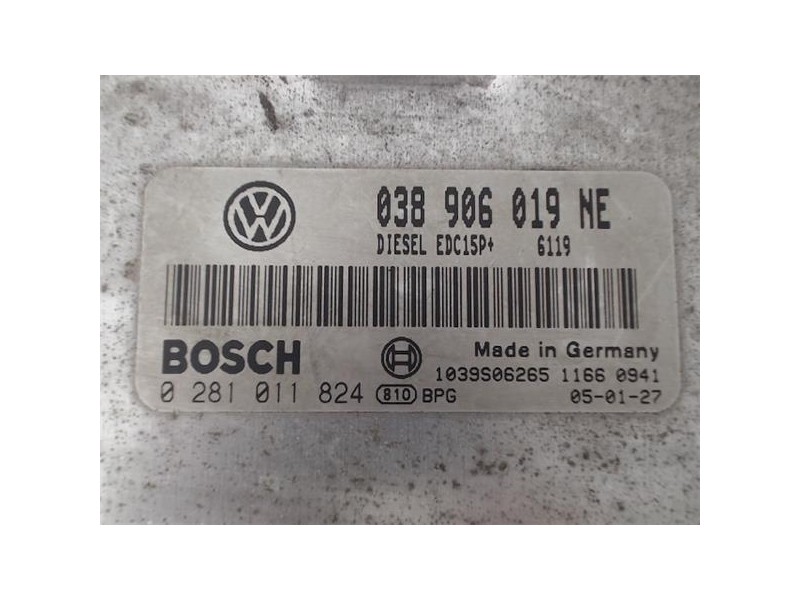 038 906 019 NE
DIESEL EDC15P+ 6119
BOSCH
Made in Germany
1039S06265 1166 0941
0 281 011 824 810 BPG
05-01-27